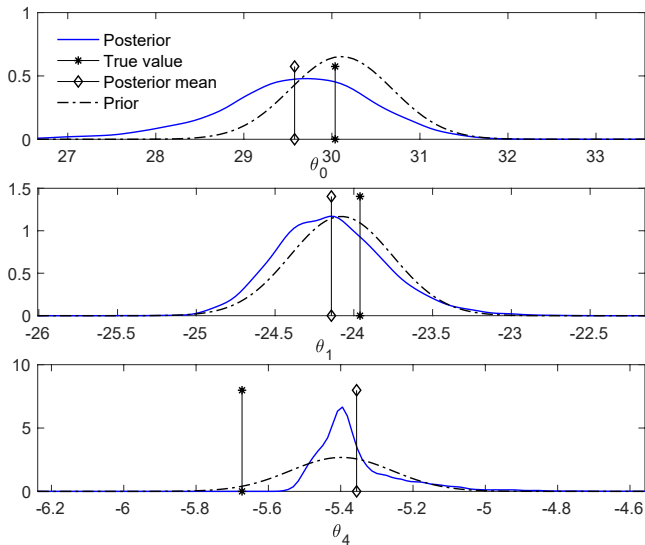 1
0.5
0
Posterior
True value
Posterior mean
Prior
27 28 29 30 31 32 33
θ0
1.5
1
0.5
0
-26 -25.5 -25 -24.5 -24 -23.5 -23 -22.5
θ1
10
5
0
-6.2 -6 -5.8 -5.6 -5.4 -5.2 -5 -4.8 -4.6
θ4